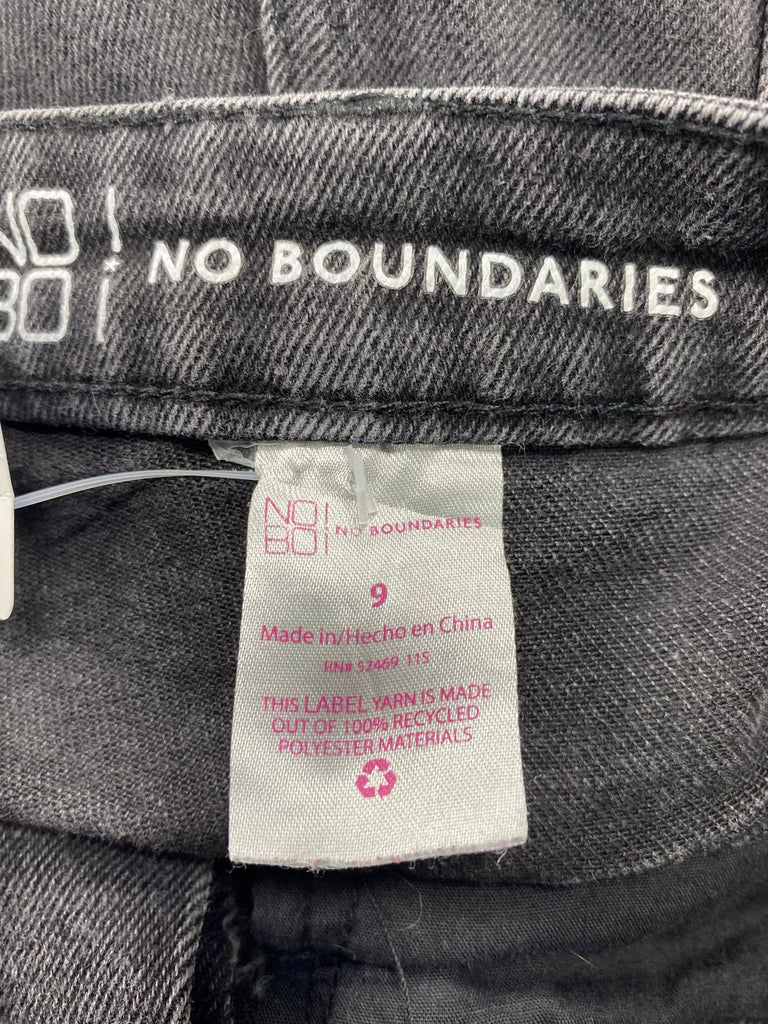 NO!
BO!
NO BOUNDARIES
NO!
BO!
NO BOUNDARIES
9
Made in/Hecho en China
RN# 52469 115
THIS LABEL YARN IS MADE
OUT OF 100% RECYCLED
POLYESTER MATERIALS